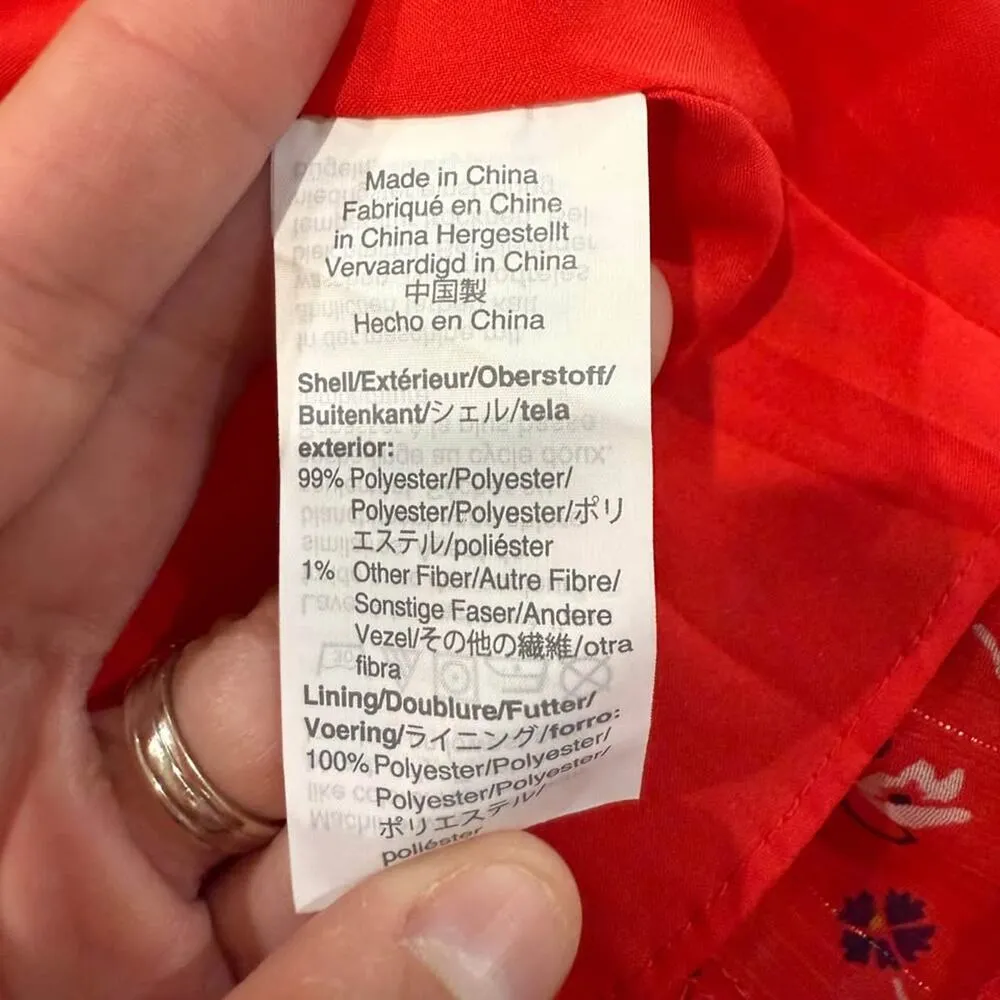 Made in China
Fabriqué en Chine
in China Hergestellt
Vervaardigd in China
中国製
Hecho en China
Shell/Extérieur/Oberstoff/
Buitenkant/シェル/tela
exterior:
99% Polyester/Polyester/
Polyester/Polyester/ポリ
エステル/poliéster
1% Other Fiber/Autre Fibre/
Sonstige Faser/Andere
Vezel/その他の繊維/otra
fibra
Lining/Doublure/Futter/
Voering/ライニング/forro:
100% Polyester/Polyester/
Polyester/Polyester/
ポリエステル/
poliéster